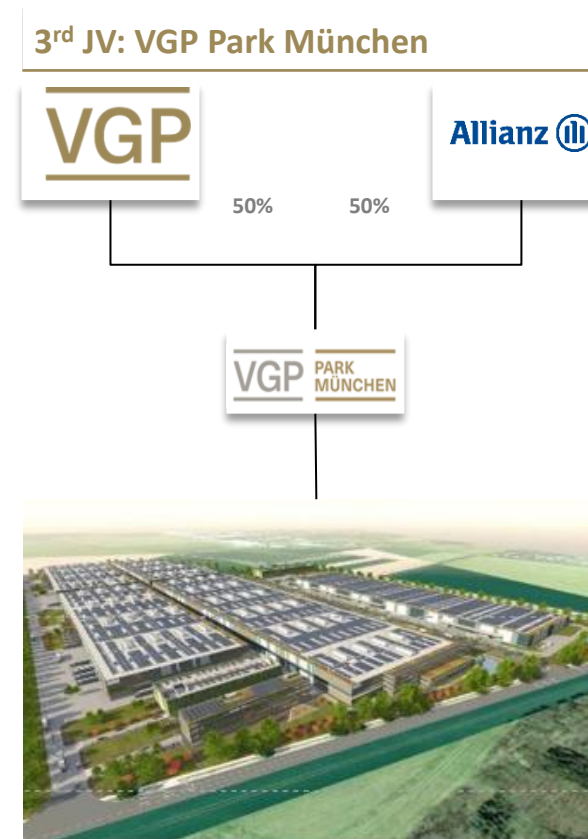 3rd JV: VGP Park München
VGP
Allianz
50% 50%
VGP PARK
MÜNCHEN